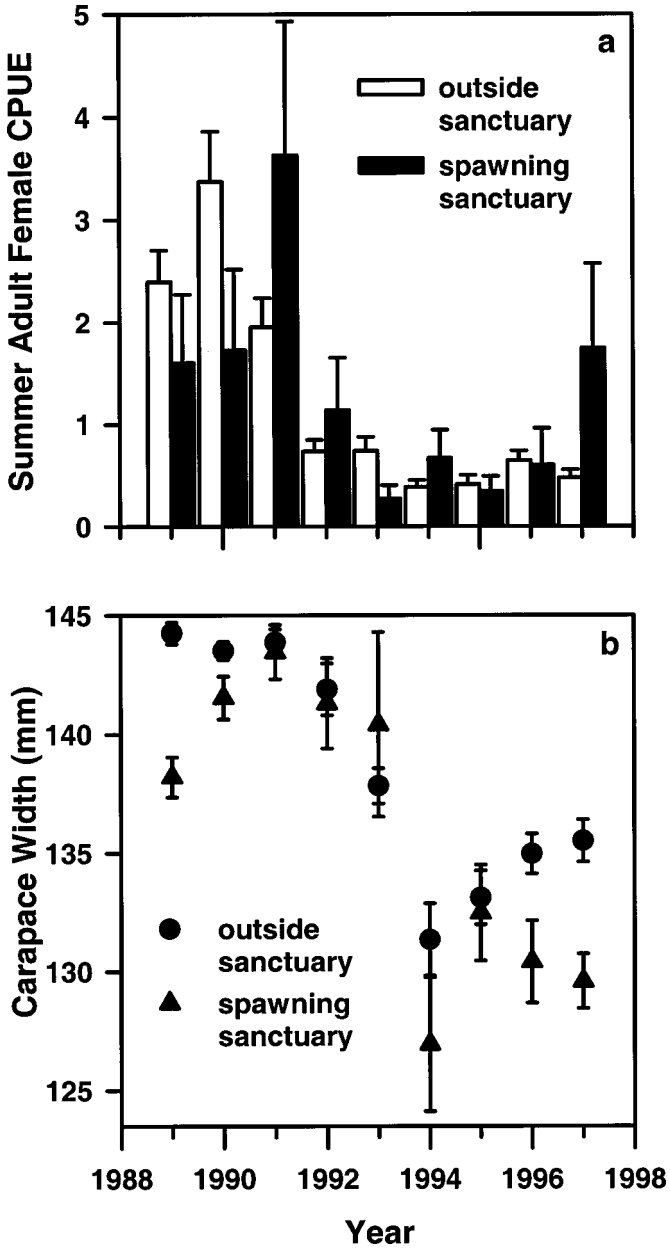 a
Summer Adult Female CPUE
5
4
3
2
1
0
outside
sanctuary
spawning
sanctuary
b
Carapace Width (mm)
145
140
135
130
125
outside
sanctuary
spawning
sanctuary
1988 1990 1992 1994 1996 1998
Year